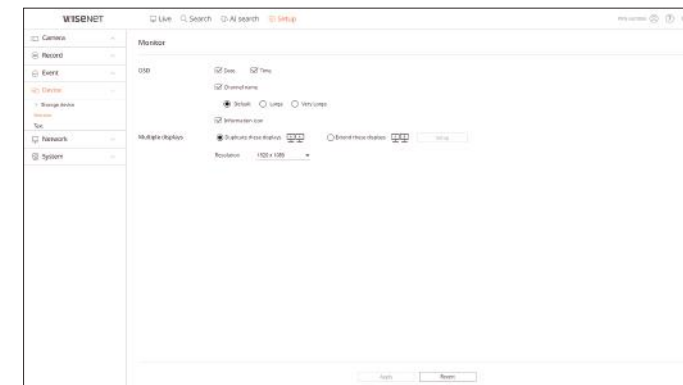 WISENET
Live Search AI search Setup
Camera
Monitor
Record
Event
OSD
Date Time
Device
Channel name
Storage device
Default Large Very Large
Monitor
Information icon
Text
Network
Multiple displays
Duplicate these displays Extend these displays Setup
System
Resolution 1920 x 1080
Apply Revert